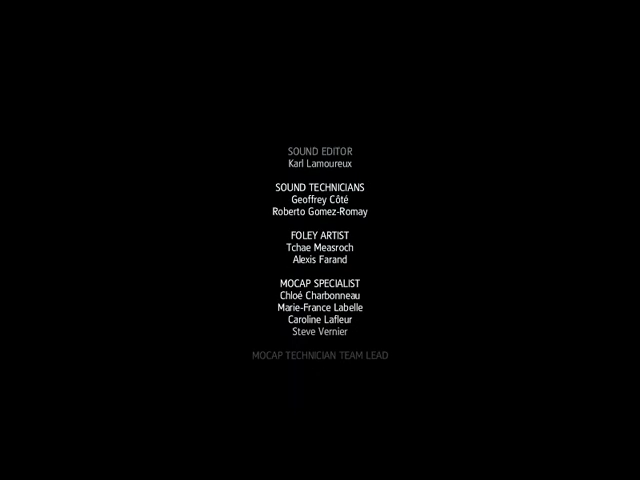 SOUND EDITOR
Karl Lamoureux
SOUND TECHNICIANS
Geoffrey Côté
Roberto Gomez-Romay
FOLEY ARTIST
Tchae Measroch
Alexis Farand
MOCAP SPECIALIST
Chloé Charbonneau
Marie-France Labelle
Caroline Lafleur
Steve Vernier
MOCAP TECHNICIAN TEAM LEAD